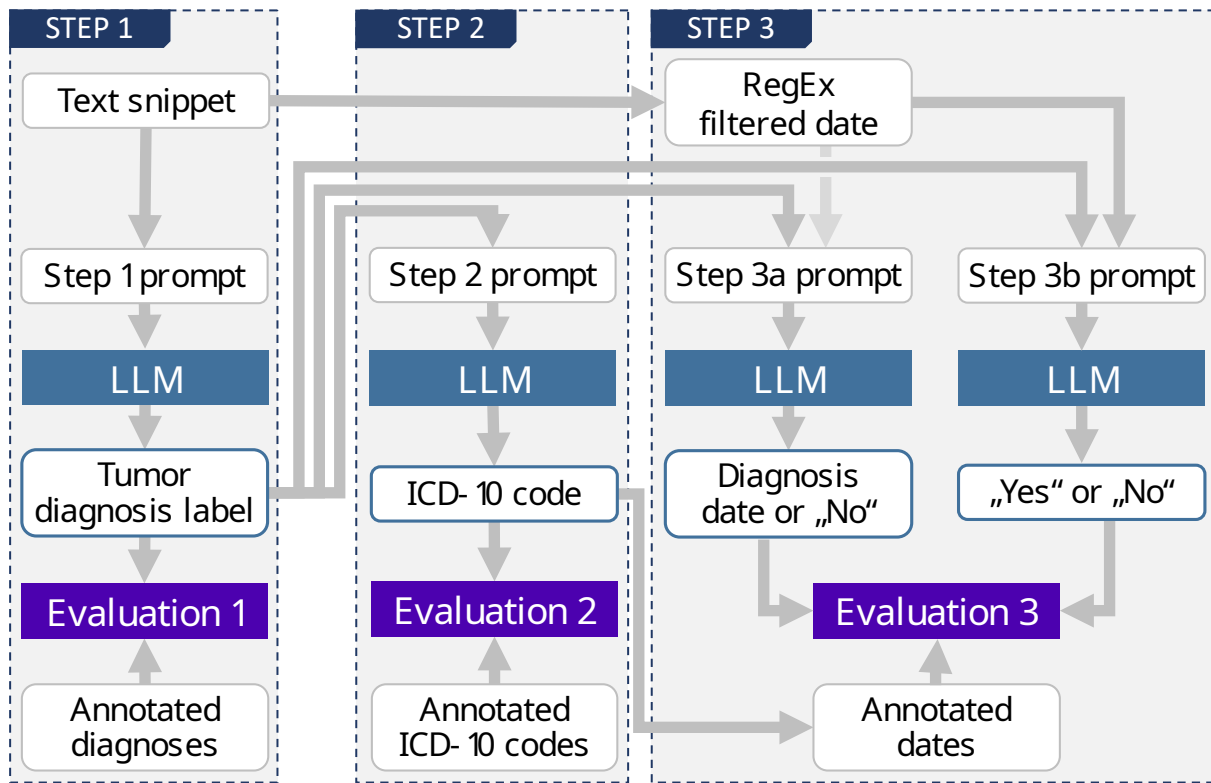 STEP 1
Text snippet
Step 1 prompt
LLM
Tumor
diagnosis label
Evaluation 1
Annotated
diagnoses
STEP 2
Step 2 prompt
LLM
ICD-10 code
Evaluation 2
Annotated
ICD-10 codes
STEP 3
RegEx
filtered date
Step 3a prompt
Step 3b prompt
LLM
LLM
Diagnosis
date or „No“
„Yes“ or „No“
Evaluation 3
Annotated
dates